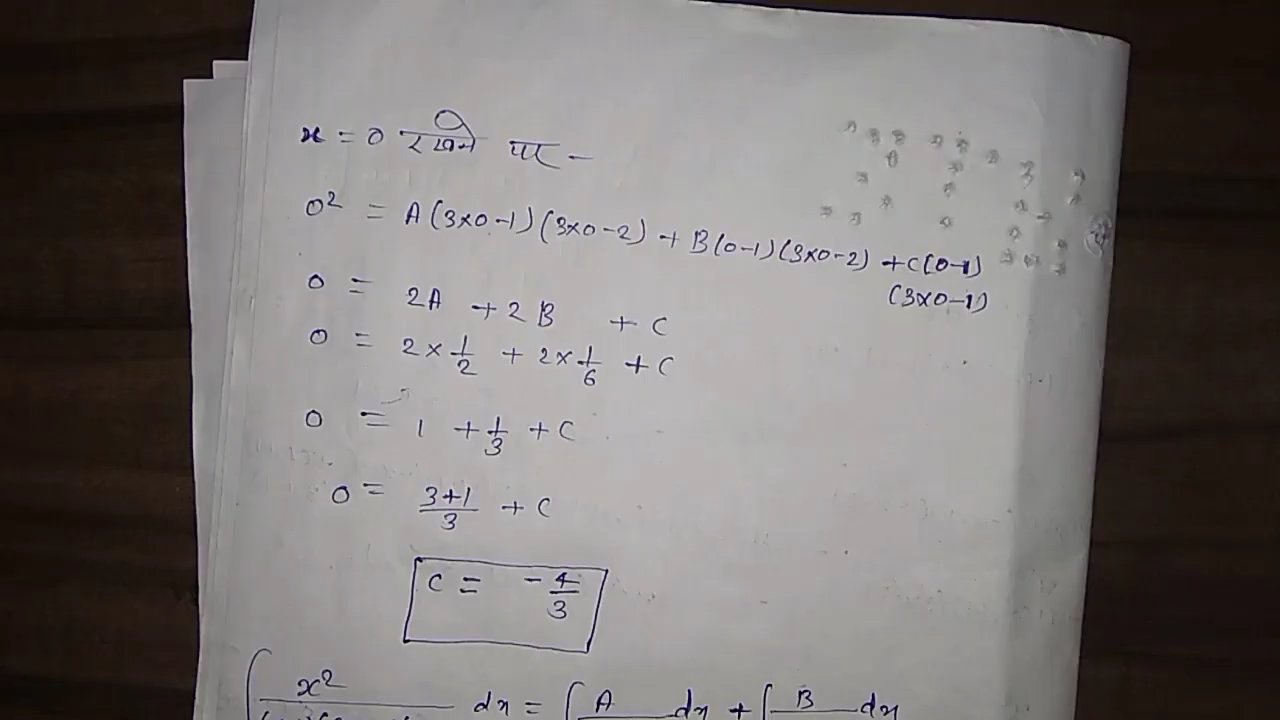 x = 0 रखने पर -
0² = A(3×0-1)(3×0-2) + B(0-1)(3×0-2) + C(0-1)
(3×0-1)
0 = 2A + 2B + C
0 = 2 × 1/2 + 2 × 1/6 + C
0 = 1 + 1/3 + C
0 = 3+1/3 + C
C = -4/3
∫ x² dx = ∫ A dx + ∫ B dx